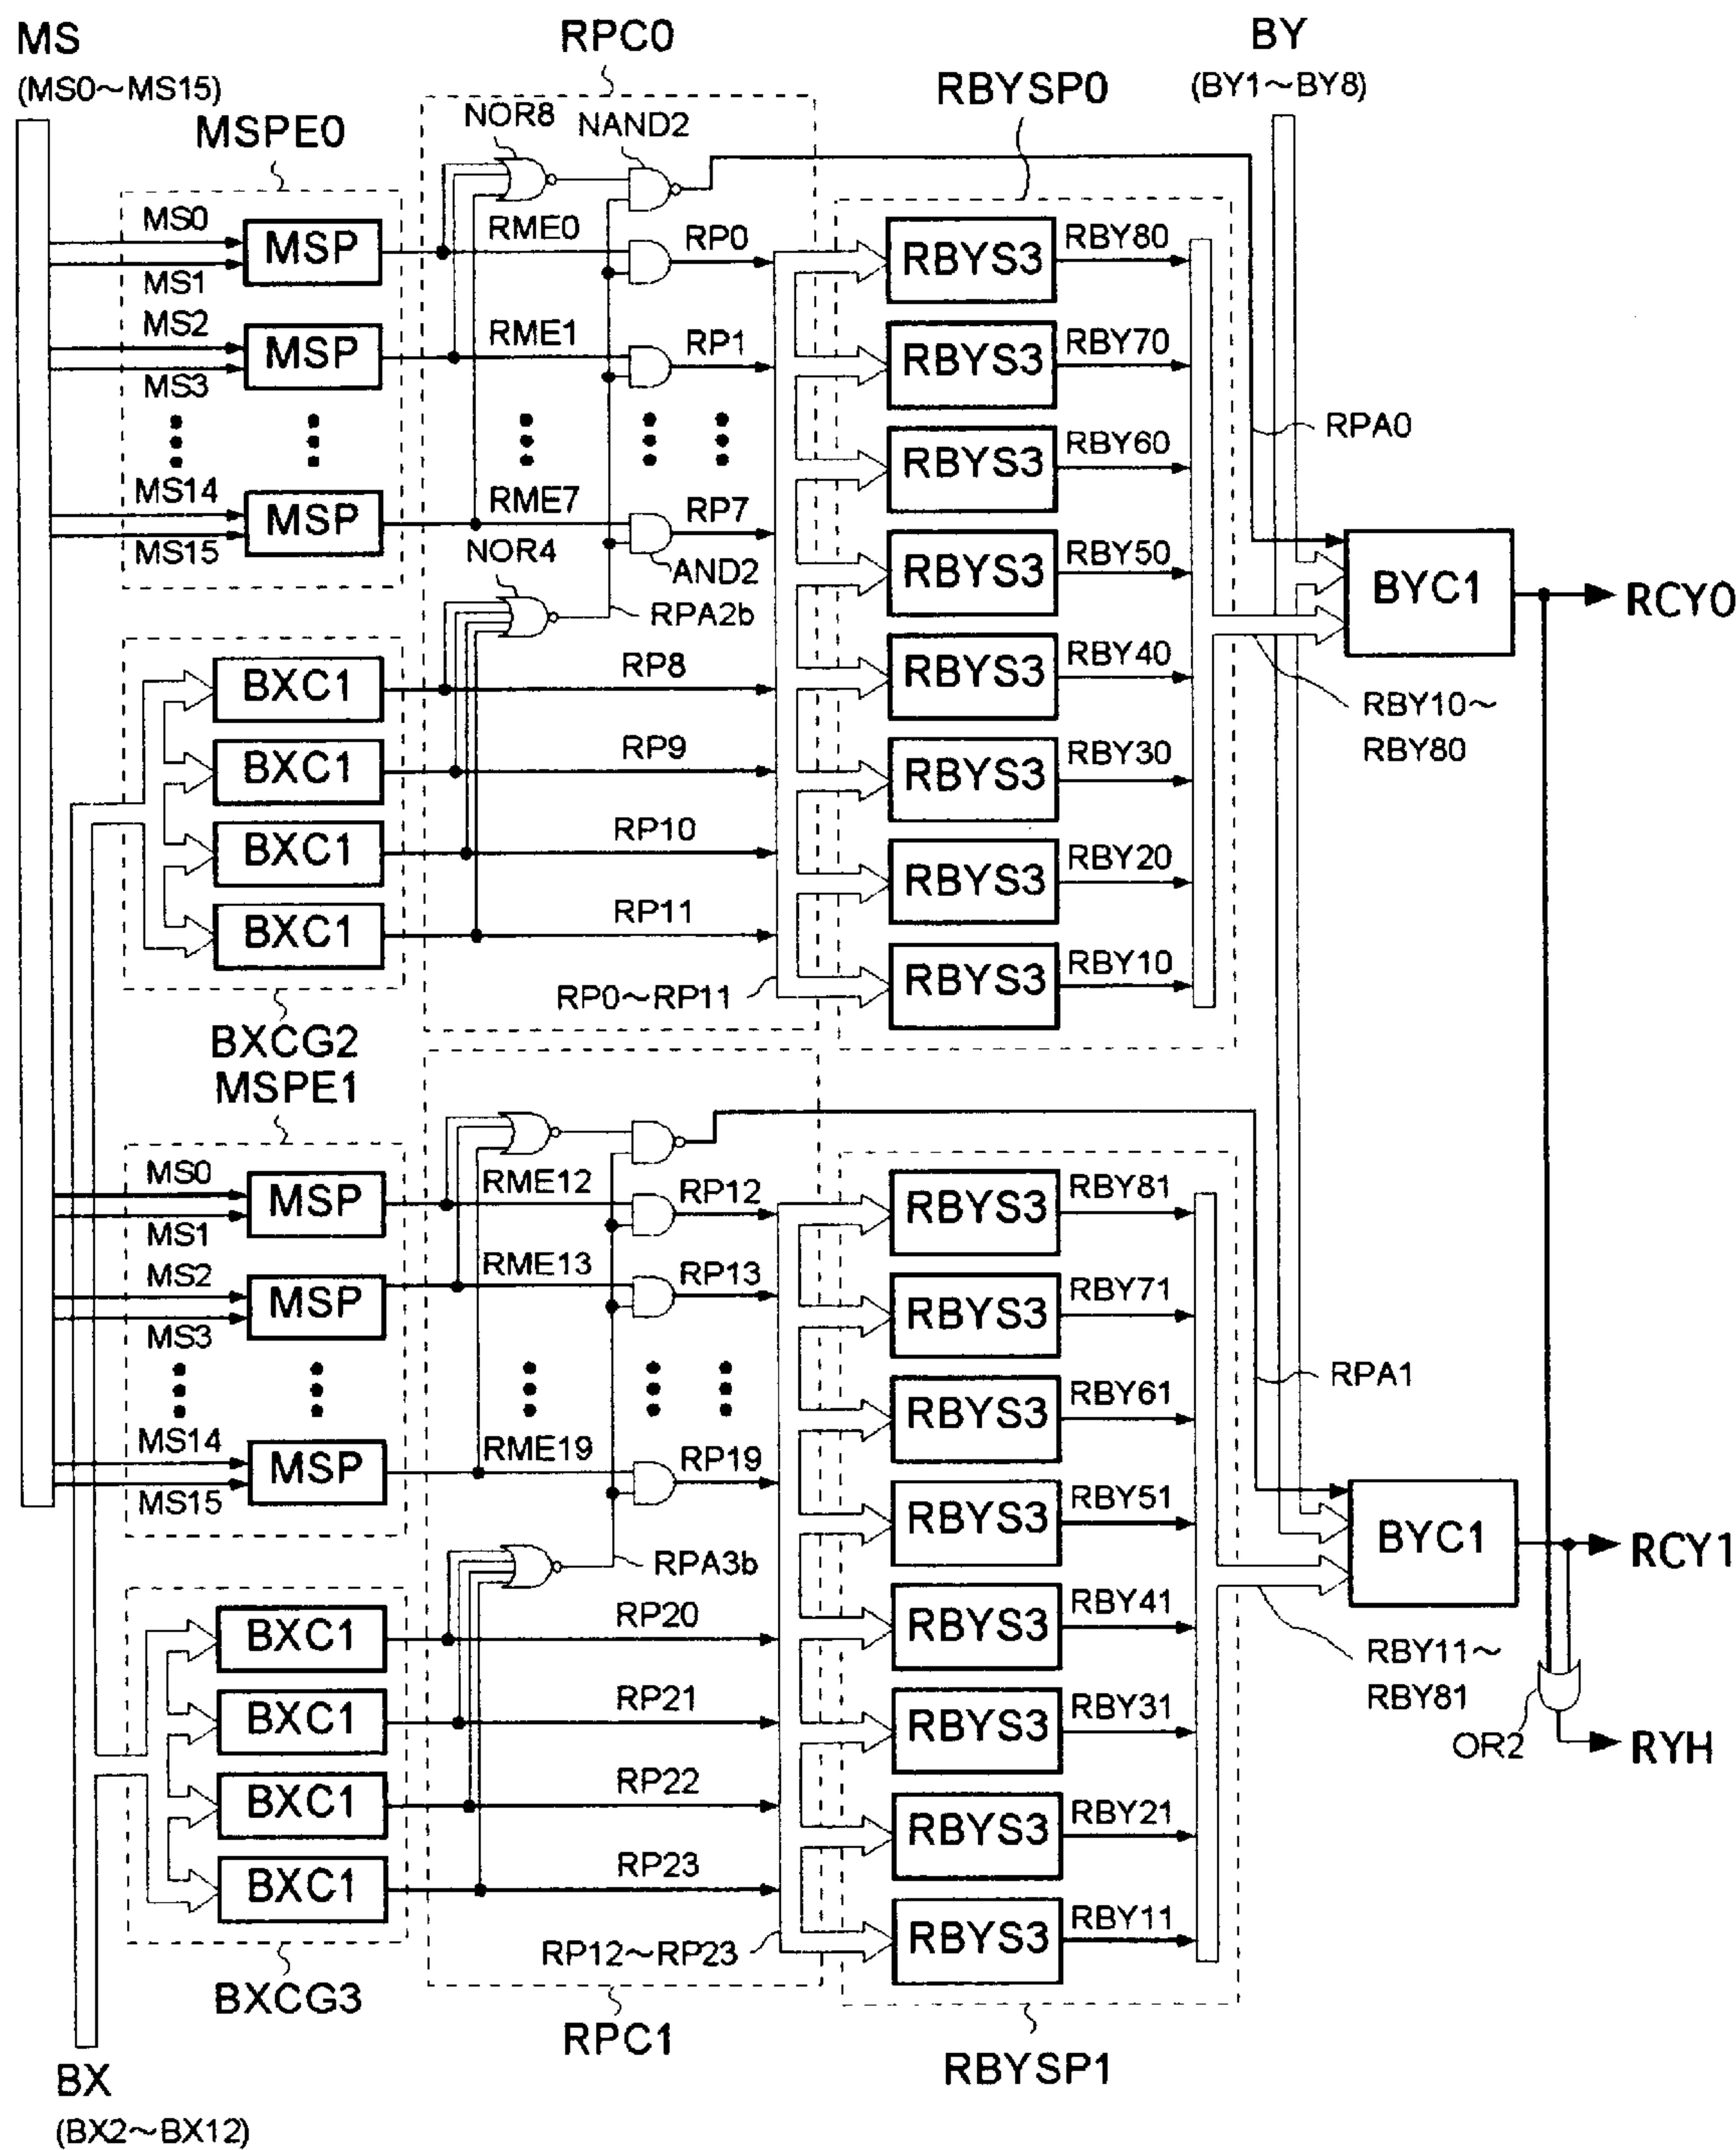 MS
(MS0~MS15)
RPC0
BY
(BY1~BY8)
RBYSP0
MSPE0
NOR8
NAND2
MS0
MSP
MS1
RME0
RP0
RBYS3
RBY80
MS2
MSP
MS3
RME1
RP1
RBYS3
RBY70
RPA0
RBYS3
RBY60
MS14
MSP
MS15
RME7
RP7
RBYS3
RBY50
NOR4
AND2
RPA2b
BYC1
RCY0
BXC1
RP8
RBYS3
RBY40
RBY10~
RBY80
BXC1
RP9
RBYS3
RBY30
BXC1
RP10
RBYS3
RBY20
BXC1
RP11
RBYS3
RBY10
RP0~RP11
BXCG2
MSPE1
MS0
MSP
MS1
RME12
RP12
RBYS3
RBY81
MS2
MSP
MS3
RME13
RP13
RBYS3
RBY71
RPA1
RBYS3
RBY61
MS14
MSP
MS15
RME19
RP19
RBYS3
RBY51
RPA3b
BYC1
RCY1
BXC1
RP20
RBYS3
RBY41
RBY11~
RBY81
BXC1
RP21
RBYS3
RBY31
OR2
RYH
BXC1
RP22
RBYS3
RBY21
BXC1
RP23
RBYS3
RBY11
RP12~RP23
BXCG3
RPC1
RBYSP1
BX
(BX2~BX12)